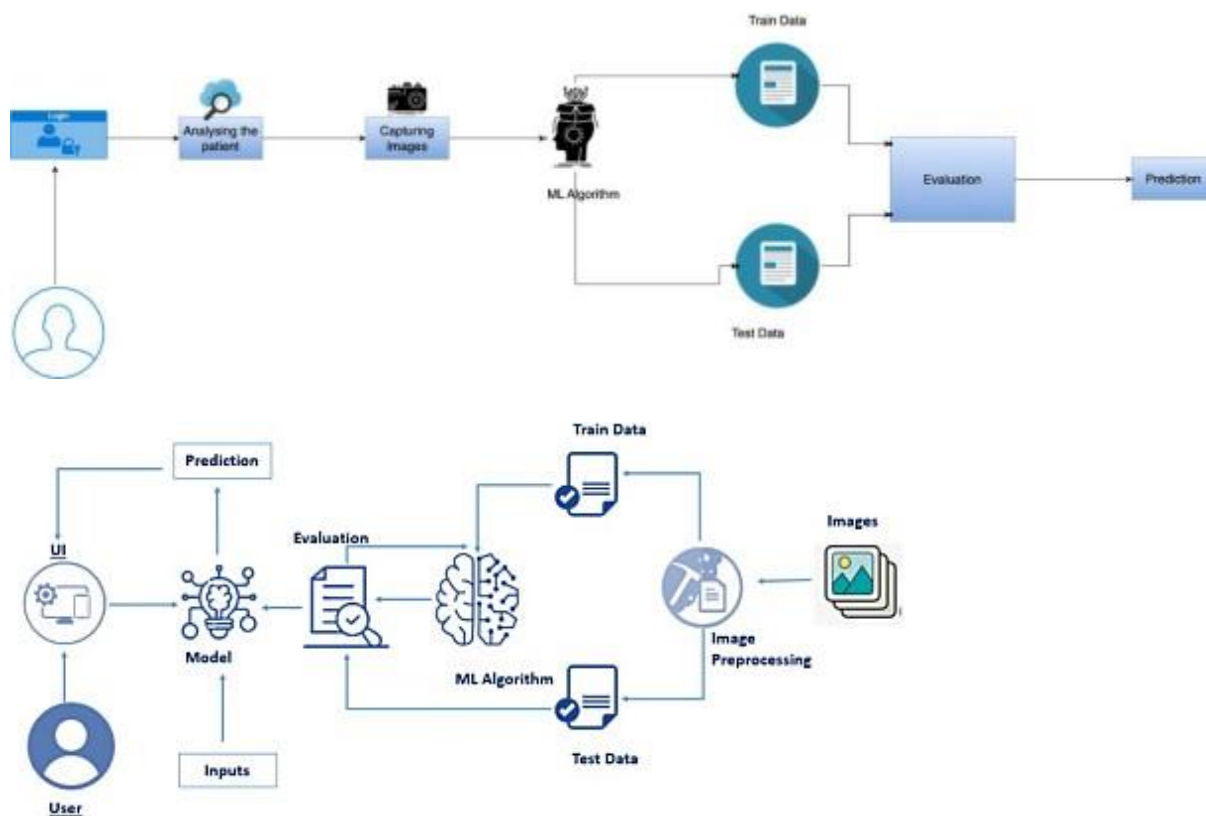 Train Data
Login
Analysing the
patient
Capturing
Images
ML Algorithm
Evaluation
Prediction
Test Data
Train Data
Prediction
Images
Evaluation
UI
Image
Preprocessing
Model
ML Algorithm
Test Data
Inputs
User